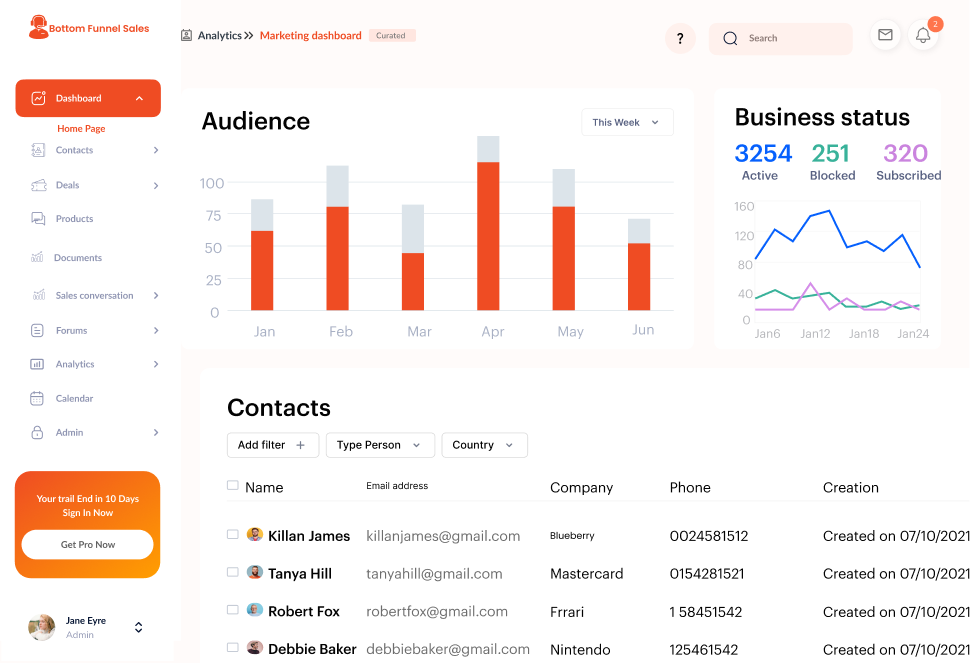 Bottom Funnel Sales
Analytics Marketing dashboard Curated
?
Search
2
Dashboard
Home Page
Contacts
Deals
Products
Documents
Sales conversation
Forums
Analytics
Calendar
Admin
Your trail End in 10 Days
Sign In Now
Get Pro Now
Jane Eyre
Admin
Audience
This Week
100
75
50
25
0
Jan Feb Mar Apr May Jun
Business status
3254 251 320
Active Blocked Subscribed
160
120
80
40
0
Jan6 Jan12 Jan18 Jan24
Contacts
Add filter + Type Person Country
Name Email address Company Phone Creation
Killan James killanjames@gmail.com Blueberry 0024581512 Created on 07/10/2021
Tanya Hill tanyahill@gmail.com Mastercard 0154281521 Created on 07/10/2021
Robert Fox robertfox@gmail.com Frrari 1 58451542 Created on 07/10/2021
Debbie Baker debbiebaker@gmail.com Nintendo 125461542 Created on 07/10/2021